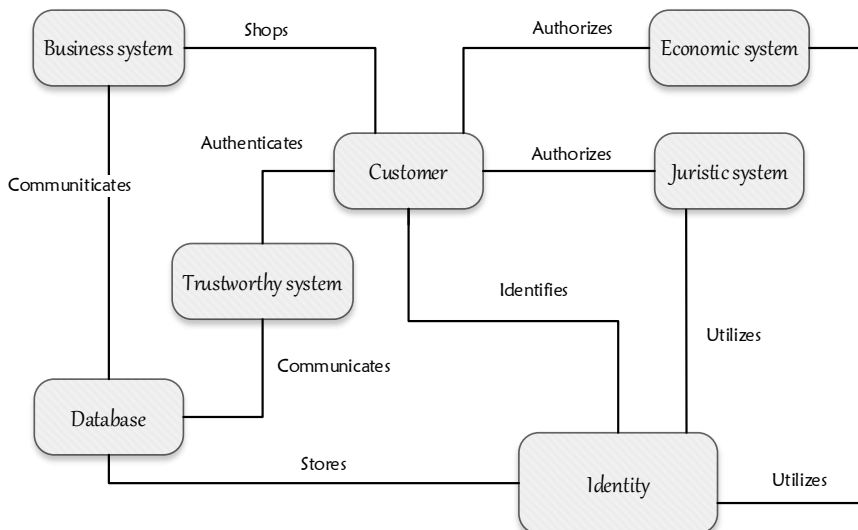 Shops
Authorizes
Business system
Economic system
Authenticates
Customer
Authorizes
Juristic system
Communiticates
Trustworthy system
Identifies
Utilizes
Communicates
Database
Stores
Identity
Utilizes